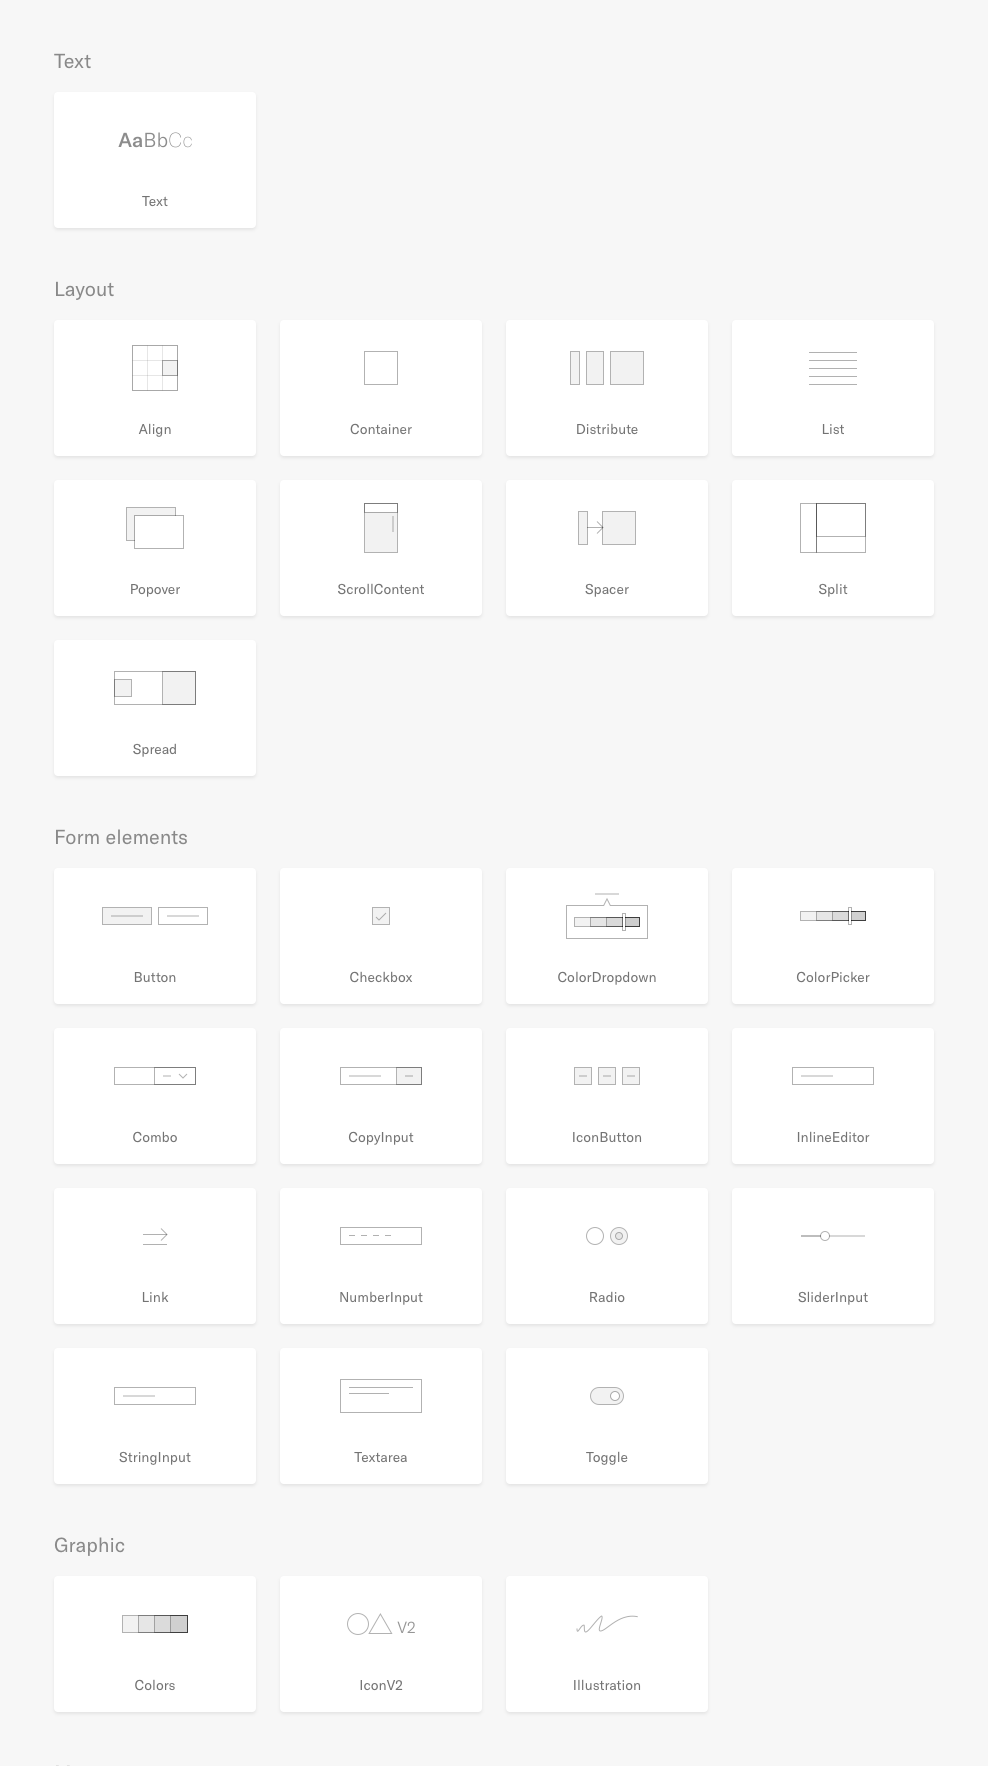 Text
AaBbCc
Text
Layout
Align
Container
Distribute
List
Popover
ScrollContent
Spacer
Split
Spread
Form elements
Button
Checkbox
ColorDropdown
ColorPicker
Combo
CopyInput
IconButton
InlineEditor
Link
NumberInput
Radio
SliderInput
StringInput
Textarea
Toggle
Graphic
V2
Colors
IconV2
Illustration